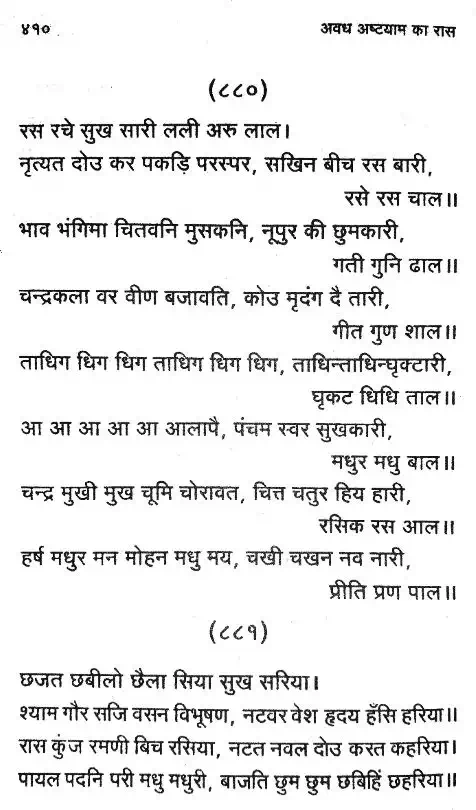 ४१०
अवध अष्टयाम का रास
(८८०)
रस रचे सुख सारी लली अरु लाल।
नृत्यत दोउ कर पकड़ि परस्पर, सखिन बीच रस बारी,
रसे रस चाल॥
भाव भंगिमा चितवनि मुसकनि, नूपुर की छुमकारी,
गती गुनि ढाल॥
चन्द्रकला वर वीण बजावति, कोउ मृदंग दै तारी,
गीत गुण शाल॥
ताधिग धिग धिग ताधिग धिग धिग, ताधिन्ताधिन्घृक्टारी,
घृकट धिधि ताल॥
आ आ आ आ आ आलापै, पंचम स्वर सुखकारी,
मधुर मधु बाल॥
चन्द्र मुखी मुख चूमि चोरावत, चित्त चतुर हिय हारी,
रसिक रस आल॥
हर्ष मधुर मन मोहन मधु मय, चखी चखन नव नारी,
प्रीति प्रण पाल॥
(८८१)
छजत छबीलो छैला सिया सुख सरिया।
श्याम गौर सजि वसन विभूषण, नटवर वेश हृदय हँसि हरिया॥
रास कुंज रमणी बिच रसिया, नटत नवल दोउ करत कहरिया।
पायल पदनि परी मधु मधुरी, बाजति छुम छुम छबिहिं छहरिया॥